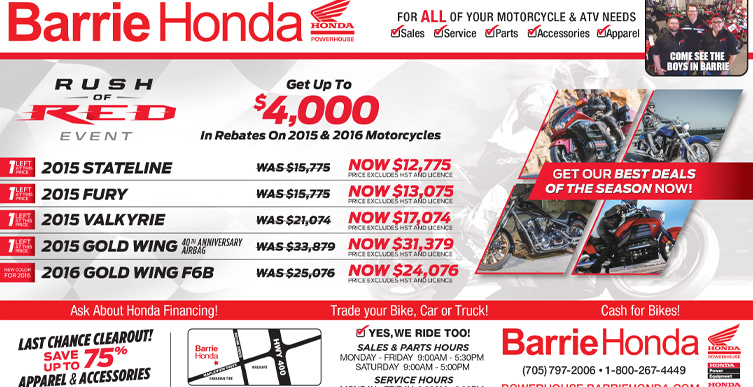 Barrie Honda
HONDA
POWERHOUSE
FOR ALL OF YOUR MOTORCYCLE & ATV NEEDS
Sales Service Parts Accessories Apparel
COME SEE THE
BOYS IN BARRIE
RUSH
OF
RED
EVENT
Get Up To
$4,000
In Rebates On 2015 & 2016 Motorcycles
1 LEFT AT THIS PRICE 2015 STATELINE WAS $15,775 NOW $12,775
PRICE EXCLUDES HST AND LICENCE
1 LEFT AT THIS PRICE 2015 FURY WAS $15,775 NOW $13,075
PRICE EXCLUDES HST AND LICENCE
1 LEFT AT THIS PRICE 2015 VALKYRIE WAS $21,074 NOW $17,074
PRICE EXCLUDES HST AND LICENCE
1 LEFT AT THIS PRICE 2015 GOLD WING 40TH ANNIVERSARY AIRBAG WAS $33,879 NOW $31,379
PRICE EXCLUDES HST AND LICENCE
NEW COLOR FOR 2016 2016 GOLD WING F6B WAS $25,076 NOW $24,076
PRICE EXCLUDES HST AND LICENCE
GET OUR BEST DEALS
OF THE SEASON NOW!
Ask About Honda Financing! Trade your Bike, Car or Truck! Cash for Bikes!
LAST CHANCE CLEAROUT!
SAVE
UP TO 75%
APPAREL & ACCESSORIES
Barrie
Honda
HWY 400
CANADIAN TIRE
YES, WE RIDE TOO!
SALES & PARTS HOURS
MONDAY - FRIDAY 9:00AM - 5:30PM
SATURDAY 9:00AM - 5:00PM
SERVICE HOURS
Barrie Honda
(705) 797-2006 • 1-800-267-4449
POWERHOUSE.BARRIEHONDA.COM
HONDA
POWERHOUSE
HONDA
Power
Equipment
HONDA